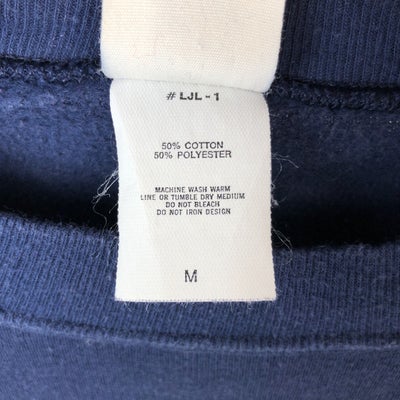 # LJL-1
50% COTTON
50% POLYESTER
MACHINE WASH WARM
LINE OR TUMBLE DRY MEDIUM
DO NOT BLEACH
DO NOT IRON DESIGN
M